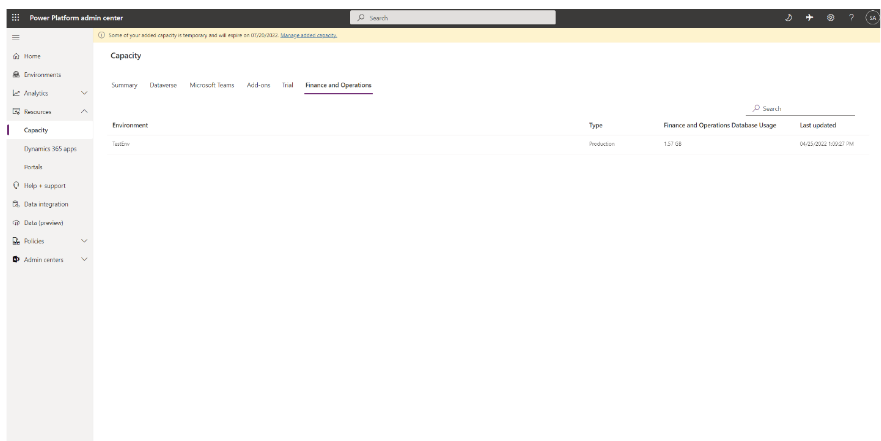 Power Platform admin center
Search
SA
Some of your added capacity is temporary and will expire on 07/20/2022. Manage added capacity.
Home
Environments
Analytics
Resources
Capacity
Dynamics 365 apps
Portals
Help + support
Data integration
Data (preview)
Policies
Admin centers
Capacity
Summary Dataverse Microsoft Teams Add-ons Trial Finance and Operations
Search
Environment Type Finance and Operations Database Usage Last updated
TestEnv Production 1.57 GB 04/25/2022 1:09:27 PM